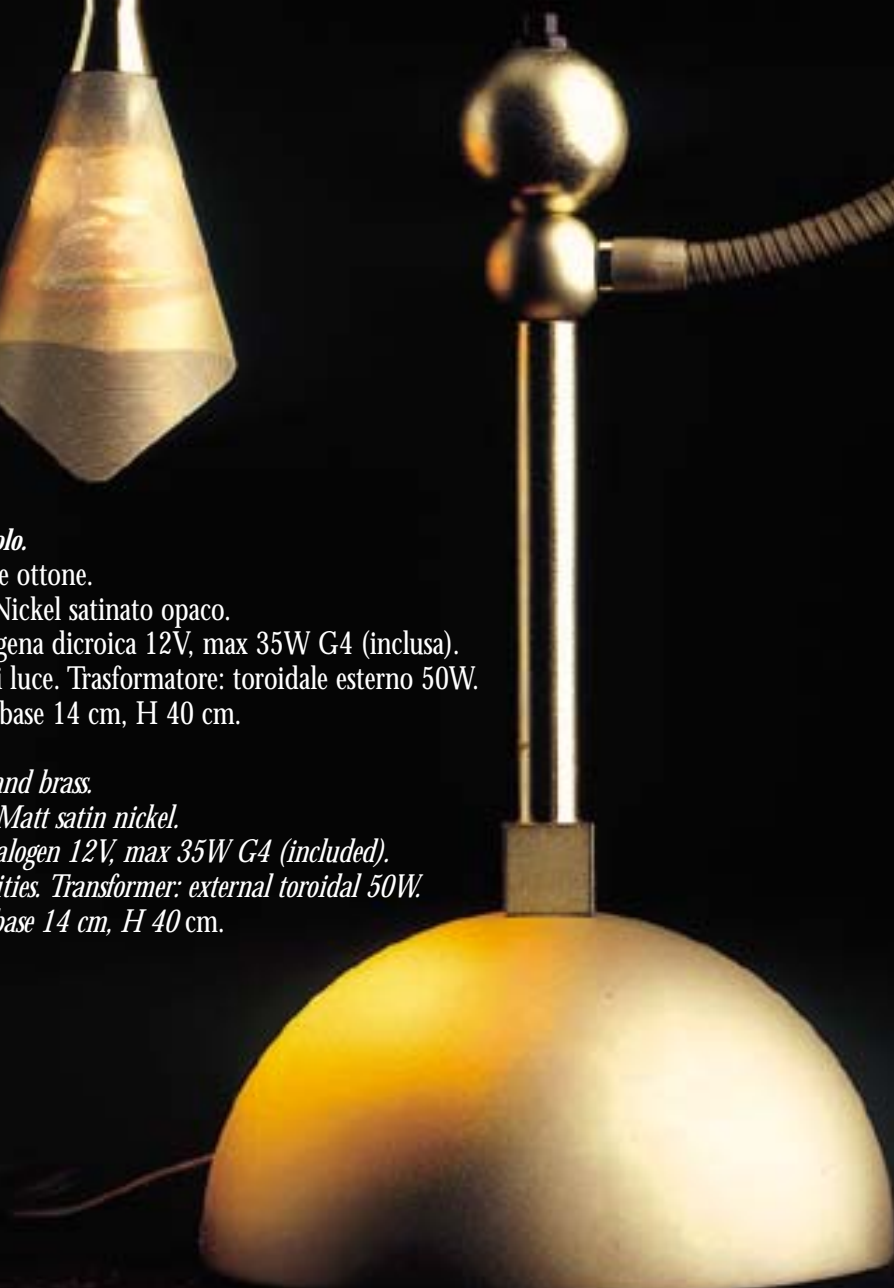 olo.
e ottone.
Nickel satinato opaco.
gena dicroica 12V, max 35W G4 (inclusa).
i luce. Trasformatore: toroidale esterno 50W.
base 14 cm, H 40 cm.
and brass.
Matt satin nickel.
alogen 12V, max 35W G4 (included).
ities. Transformer: external toroidal 50W.
base 14 cm, H 40 cm.